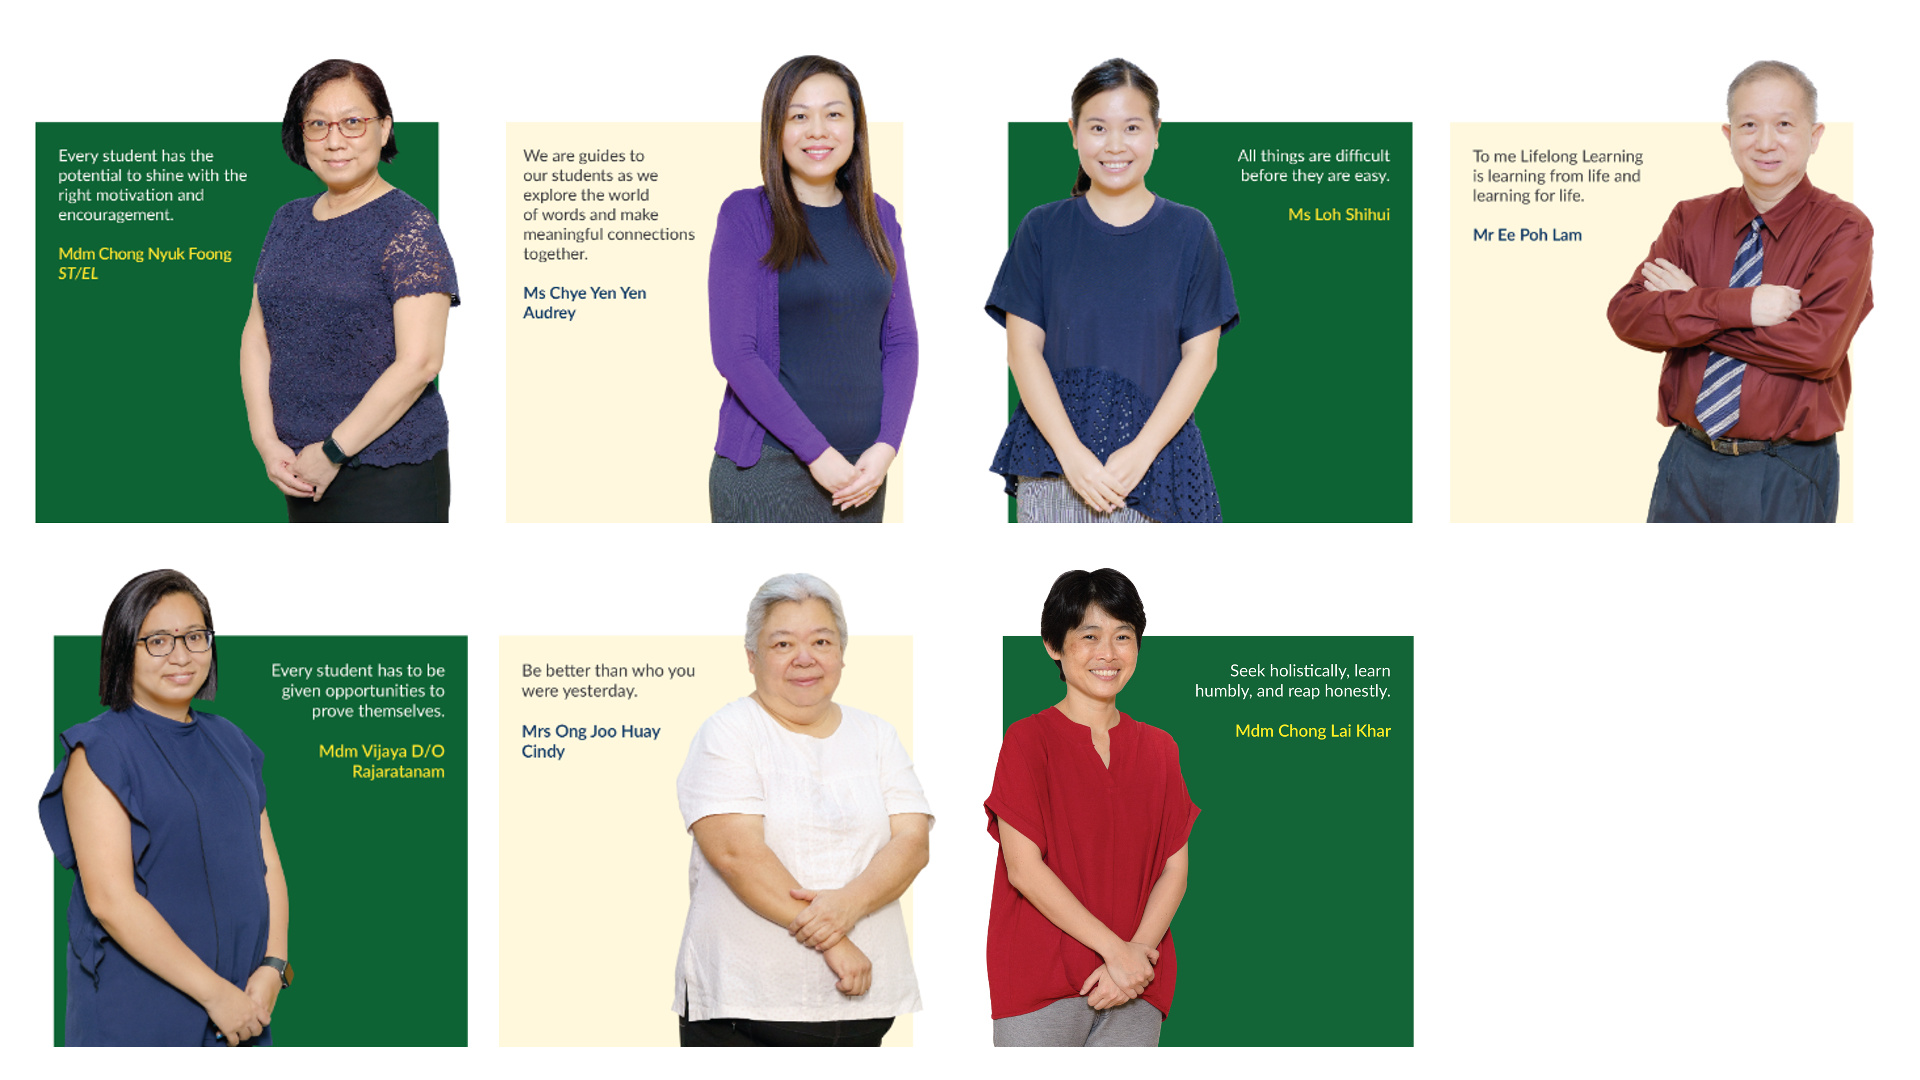 Every student has the
potential to shine with the
right motivation and
encouragement.
Mdm Chong Nyuk Foong
ST/EL
We are guides to
our students as we
explore the world
of words and make
meaningful connections
together.
Ms Chye Yen Yen
Audrey
All things are difficult
before they are easy.
Ms Loh Shihui
To me Lifelong Learning
is learning from life and
learning for life.
Mr Ee Poh Lam
Every student has to be
given opportunities to
prove themselves.
Mdm Vijaya D/O
Rajaratanam
Be better than who you
were yesterday.
Mrs Ong Joo Huay
Cindy
Seek holistically, learn
humbly, and reap honestly.
Mdm Chong Lai Khar